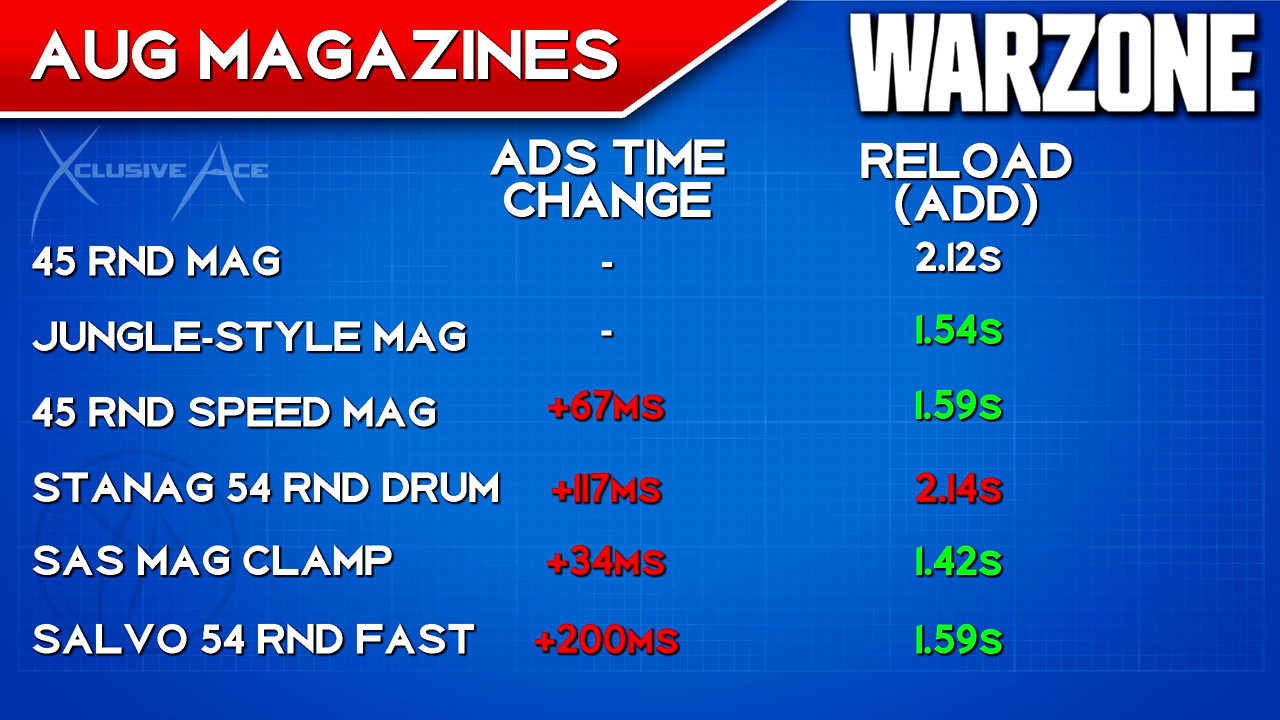 AUG MAGAZINES
WARZONE
XCLUSIVE ACE
ADS TIME
CHANGE
RELOAD
(ADD)
45 RND MAG - 2.12S
JUNGLE-STYLE MAG - 1.54S
45 RND SPEED MAG +67MS 1.59S
STANAG 54 RND DRUM +117MS 2.14S
SAS MAG CLAMP +34MS 1.42S
SALVO 54 RND FAST +200MS 1.59S